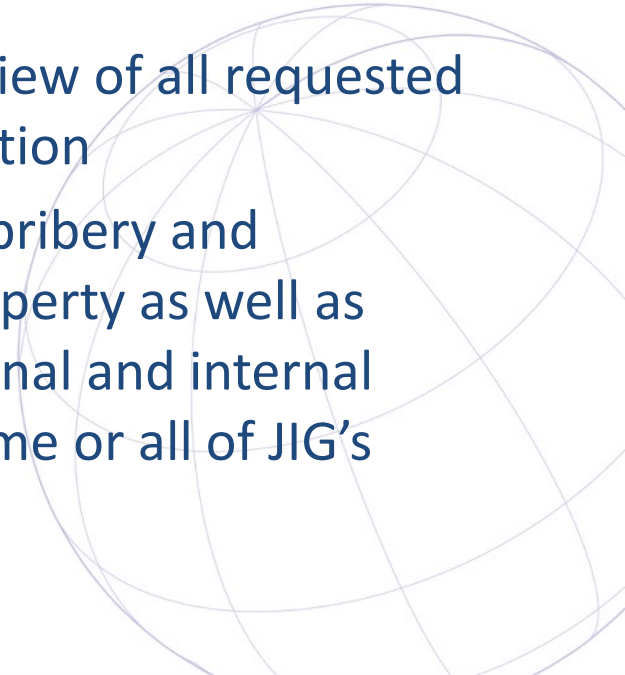 iew of all requested
tion
bribery and
perty as well as
nal and internal
me or all of JIG’s